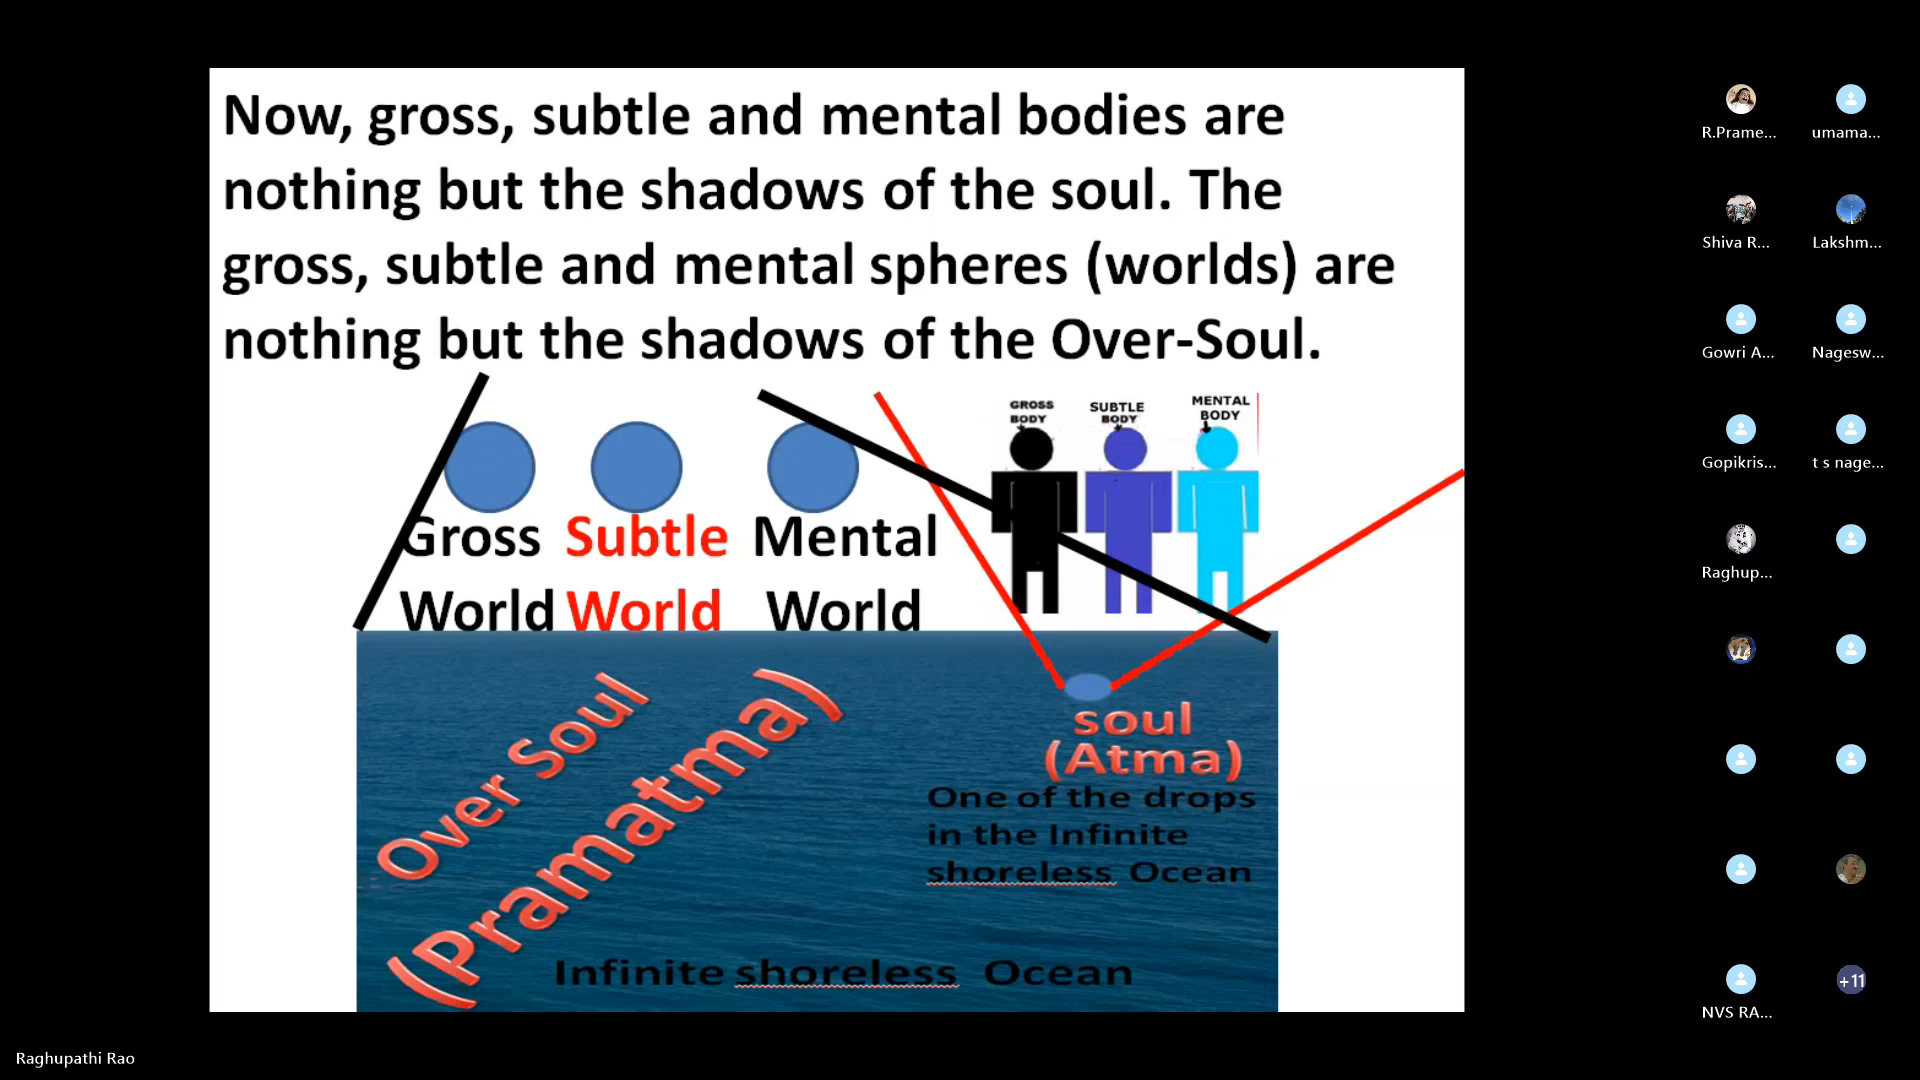 Now, gross, subtle and mental bodies are
nothing but the shadows of the soul. The
gross, subtle and mental spheres (worlds) are
nothing but the shadows of the Over-Soul.
GROSS
BODY
SUBTLE
BODY
MENTAL
BODY
Gross
World
Subtle
World
Mental
World
Over Soul
(Pramatma)
soul
(Atma)
One of the drops
in the Infinite
shoreless Ocean
Infinite shoreless Ocean
R.Prame...
umama...
Shiva R...
Lakshm...
Gowri A...
Nagesw...
Gopikris...
t s nage...
Raghup...
NVS RA...
+11
Raghupathi Rao